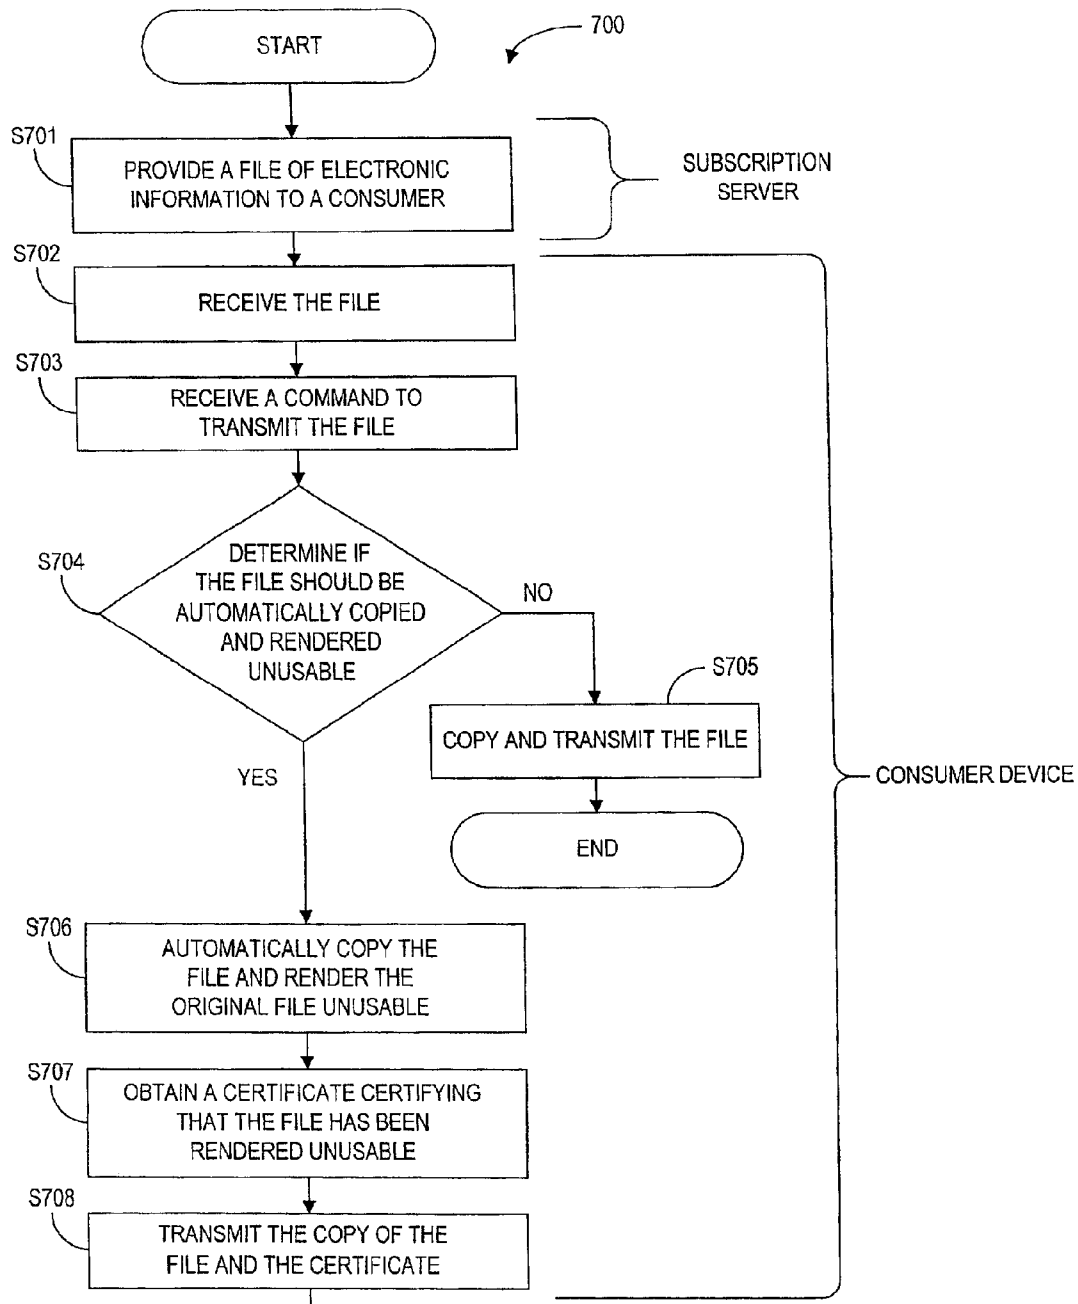 START
700
S701
PROVIDE A FILE OF ELECTRONIC
INFORMATION TO A CONSUMER
SUBSCRIPTION
SERVER
S702
RECEIVE THE FILE
S703
RECEIVE A COMMAND TO
TRANSMIT THE FILE
S704
DETERMINE IF
THE FILE SHOULD BE
AUTOMATICALLY COPIED
AND RENDERED
UNUSABLE
NO
S705
COPY AND TRANSMIT THE FILE
YES
CONSUMER DEVICE
END
S706
AUTOMATICALLY COPY THE
FILE AND RENDER THE
ORIGINAL FILE UNUSABLE
S707
OBTAIN A CERTIFICATE CERTIFYING
THAT THE FILE HAS BEEN
RENDERED UNUSABLE
S708
TRANSMIT THE COPY OF THE
FILE AND THE CERTIFICATE